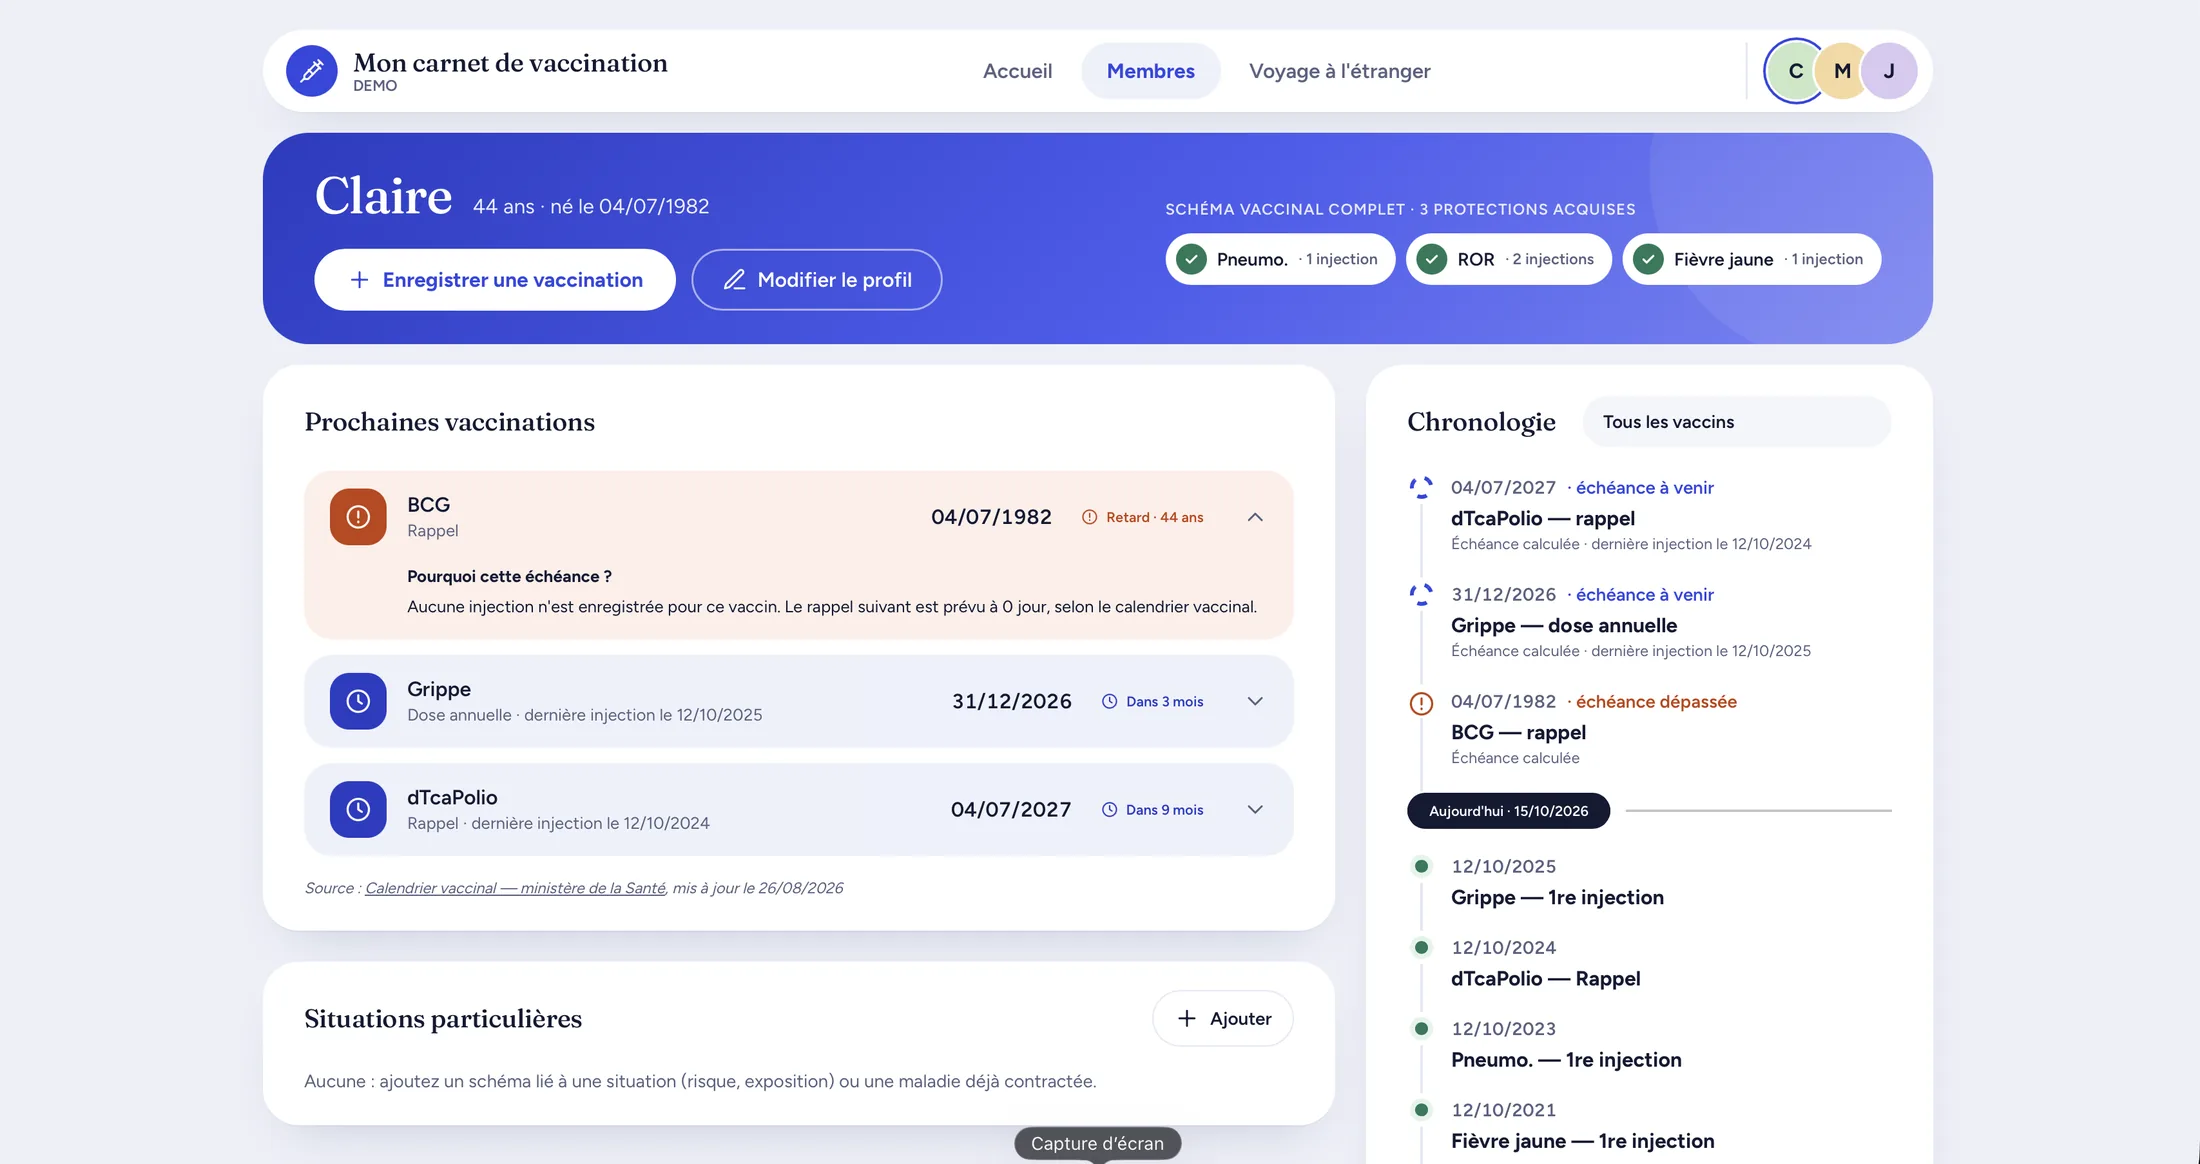 Mon carnet de vaccination
DEMO
Accueil
Membres
Voyage à l'étranger
C
M
J
Claire
44 ans · né le 04/07/1982
Enregistrer une vaccination
Modifier le profil
SCHÉMA VACCINAL COMPLET · 3 PROTECTIONS ACQUISES
Pneumo. · 1 injection
ROR · 2 injections
Fièvre jaune · 1 injection
Prochaines vaccinations
BCG
Rappel
04/07/1982
Retard · 44 ans
Pourquoi cette échéance ?
Aucune injection n'est enregistrée pour ce vaccin. Le rappel suivant est prévu à 0 jour, selon le calendrier vaccinal.
Grippe
Dose annuelle · dernière injection le 12/10/2025
31/12/2026
Dans 3 mois
dTcaPolio
Rappel · dernière injection le 12/10/2024
04/07/2027
Dans 9 mois
Source : Calendrier vaccinal — ministère de la Santé, mis à jour le 26/08/2026
Situations particulières
Ajouter
Aucune : ajoutez un schéma lié à une situation (risque, exposition) ou une maladie déjà contractée.
Chronologie
Tous les vaccins
04/07/2027 · échéance à venir
dTcaPolio — rappel
Échéance calculée · dernière injection le 12/10/2024
31/12/2026 · échéance à venir
Grippe — dose annuelle
Échéance calculée · dernière injection le 12/10/2025
04/07/1982 · échéance dépassée
BCG — rappel
Échéance calculée
Aujourd'hui · 15/10/2026
12/10/2025
Grippe — 1re injection
12/10/2024
dTcaPolio — Rappel
12/10/2023
Pneumo. — 1re injection
12/10/2021
Fièvre jaune — 1re injection
Capture d'écran